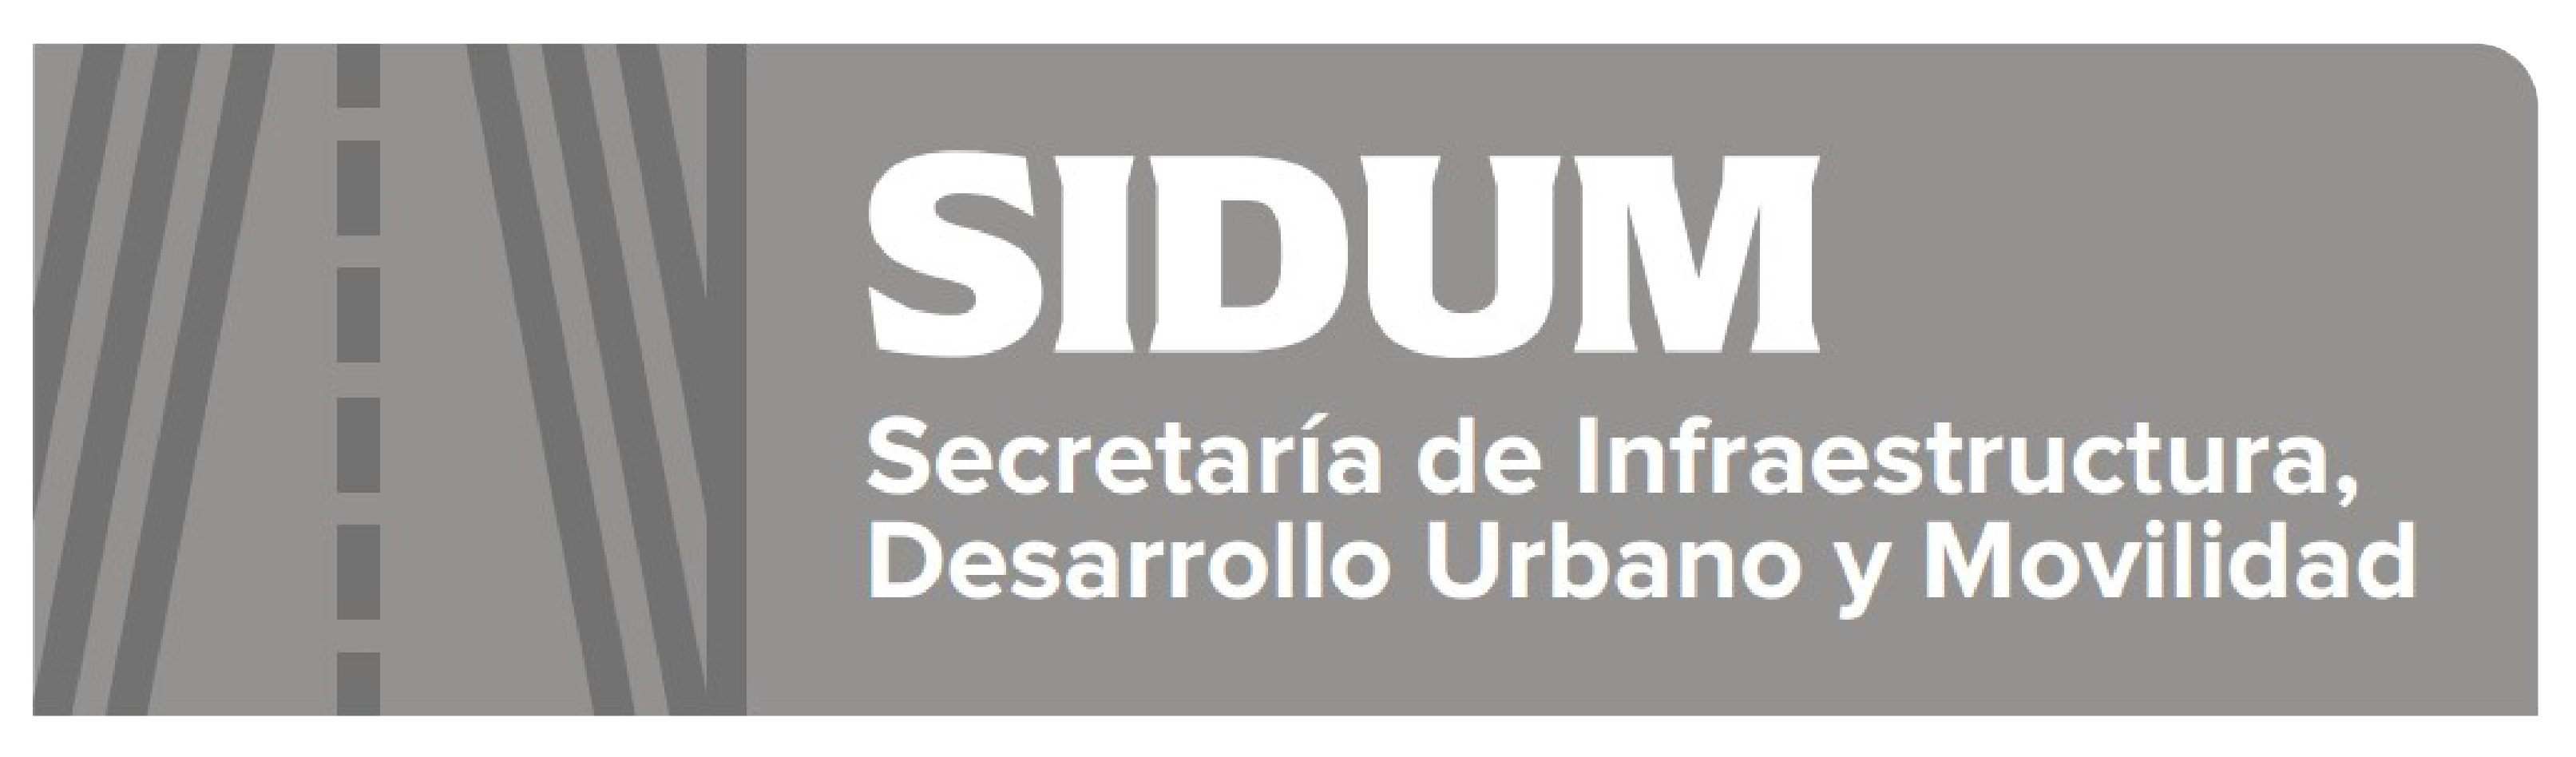 SIDUM
Secretaría de Infraestructura,
Desarrollo Urbano y Movilidad